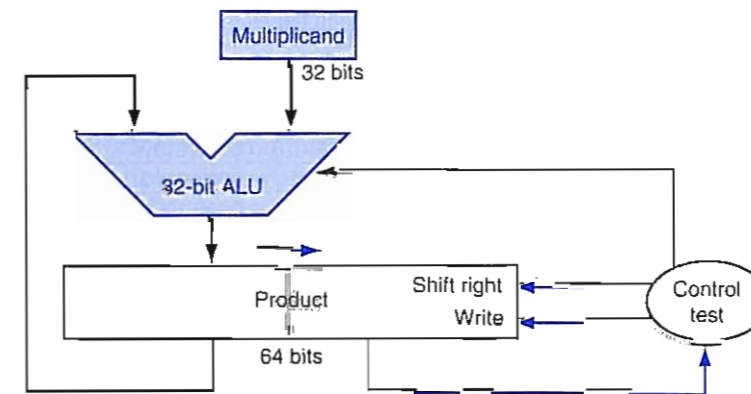 Multiplicand
32 bits
32-bit ALU
Product
Shift right
Write
64 bits
Control
test